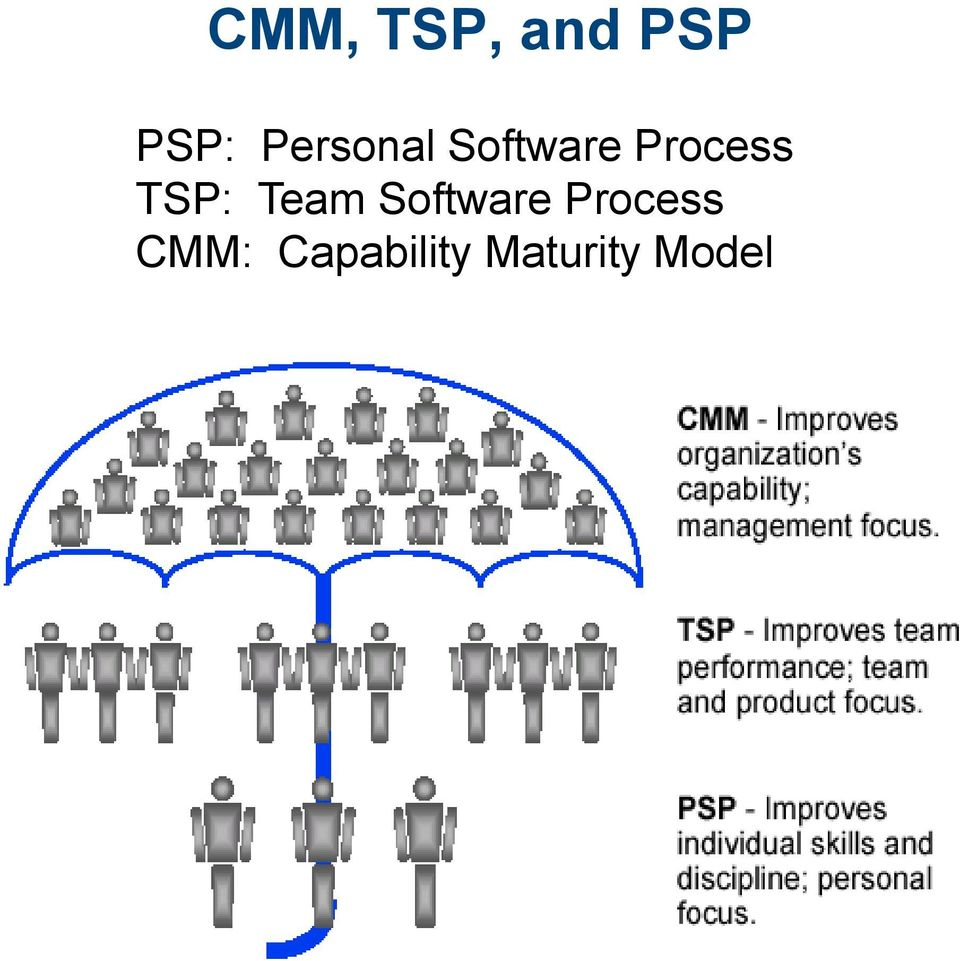 CMM, TSP, and PSP
PSP: Personal Software Process
TSP: Team Software Process
CMM: Capability Maturity Model
CMM - Improves
organization's
capability;
management focus.
TSP - Improves team
performance; team
and product focus.
PSP - Improves
individual skills and
discipline; personal
focus.